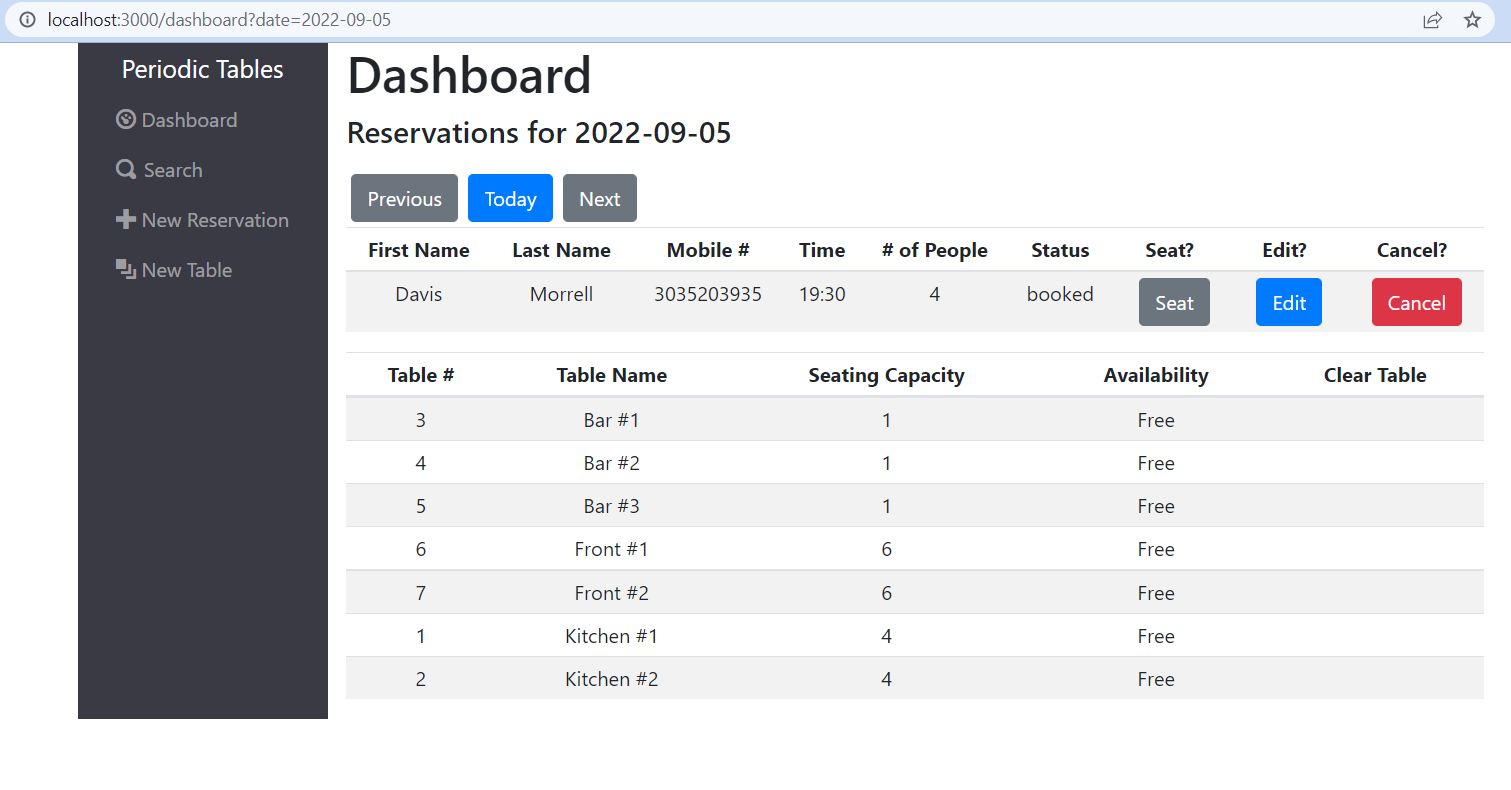 localhost:3000/dashboard?date=2022-09-05
Periodic Tables
Dashboard
Search
New Reservation
New Table
Dashboard
Reservations for 2022-09-05
Previous Today Next
First Name Last Name Mobile # Time # of People Status Seat? Edit? Cancel?
Davis Morrell 3035203935 19:30 4 booked Seat Edit Cancel
Table # Table Name Seating Capacity Availability Clear Table
3 Bar #1 1 Free
4 Bar #2 1 Free
5 Bar #3 1 Free
6 Front #1 6 Free
7 Front #2 6 Free
1 Kitchen #1 4 Free
2 Kitchen #2 4 Free